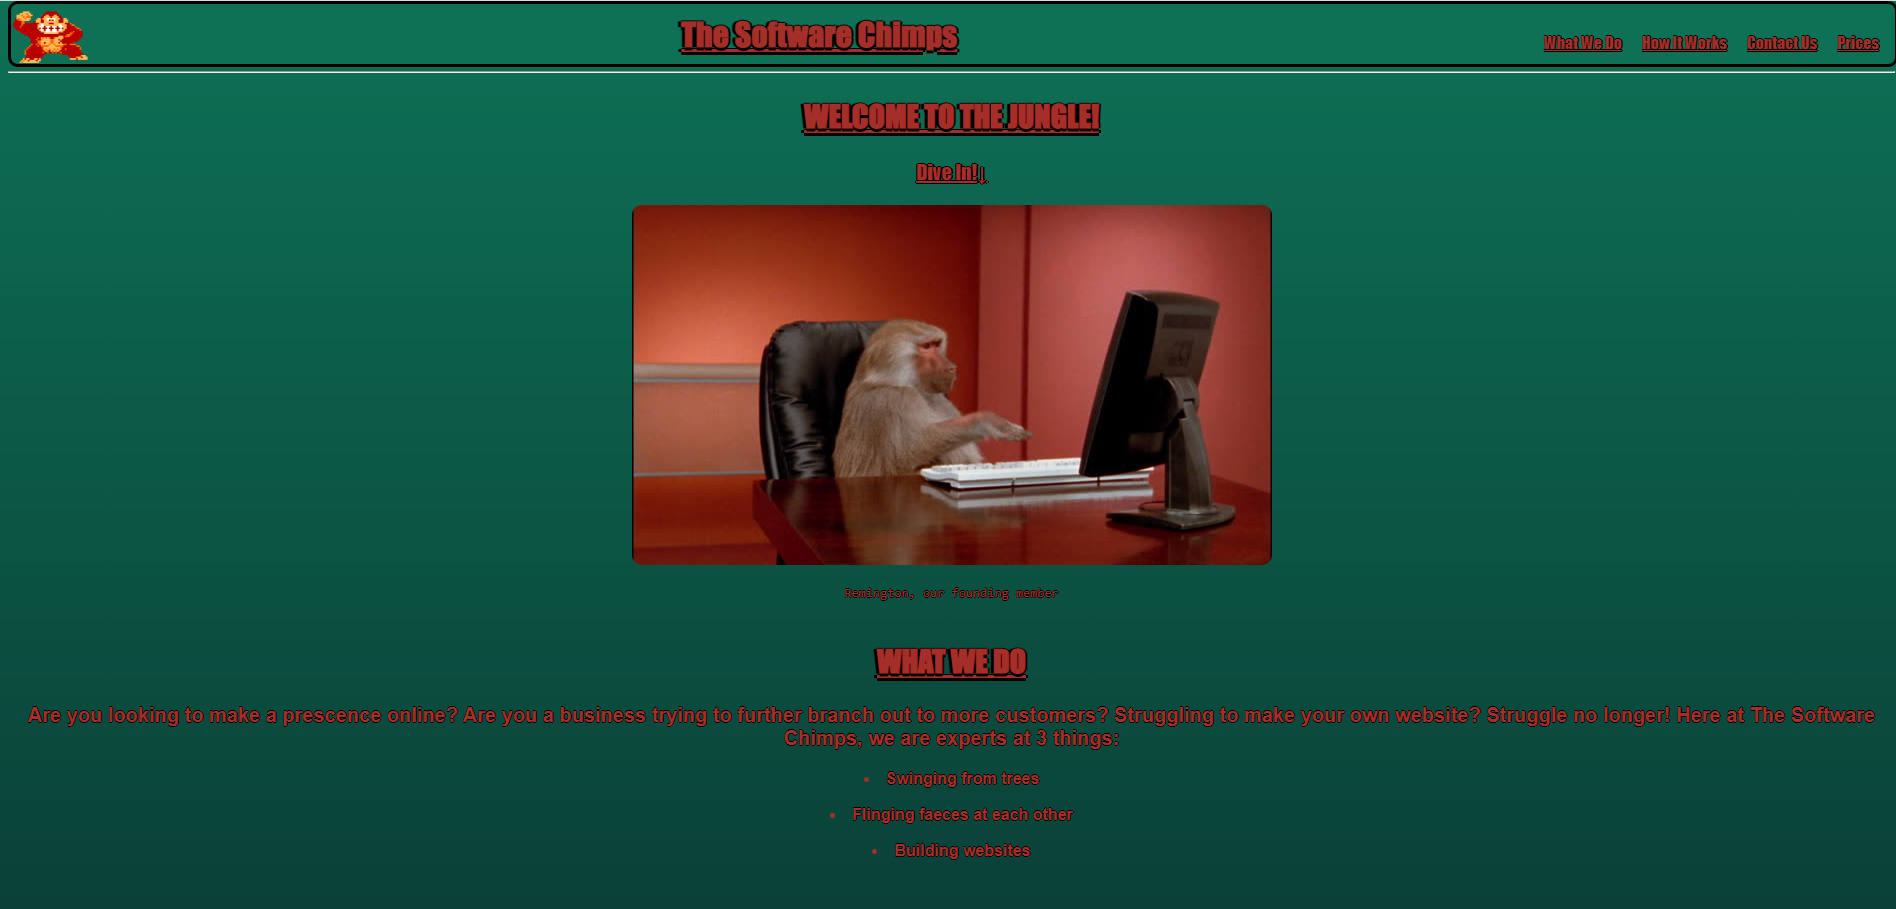 The Software Chimps
What We Do How It Works Contact Us Prices
WELCOME TO THE JUNGLE!
Dive In!↓
Remington, our founding member
WHAT WE DO
Are you looking to make a prescence online? Are you a business trying to further branch out to more customers? Struggling to make your own website? Struggle no longer! Here at The Software
Chimps, we are experts at 3 things:
• Swinging from trees
• Flinging faeces at each other
• Building websites